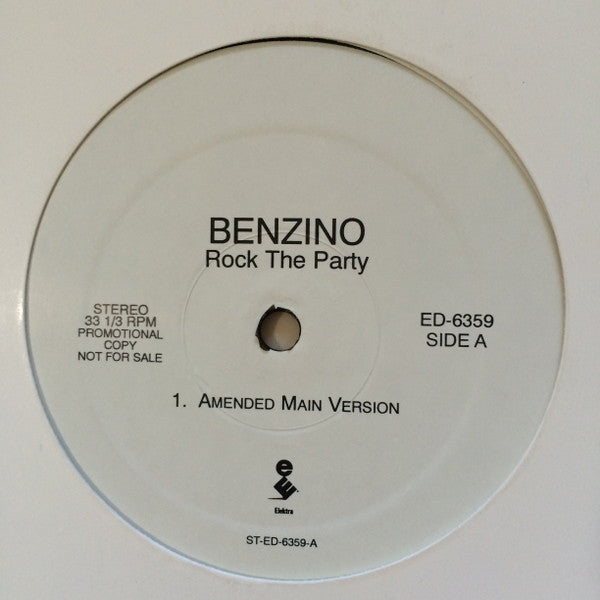 BENZINO
Rock The Party
STEREO
33 1/3 RPM
PROMOTIONAL
COPY
NOT FOR SALE
ED-6359
SIDE A
1. AMENDED MAIN VERSION
Elektra
ST-ED-6359-A